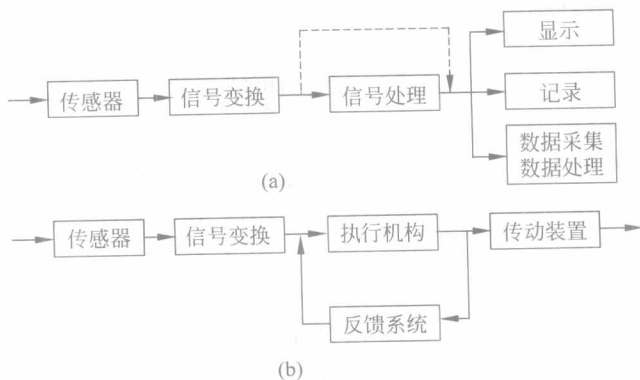 显示
传感器
信号变换
信号处理
记录
数据采集
数据处理
(a)
传感器
信号变换
执行机构
传动装置
反馈系统
(b)